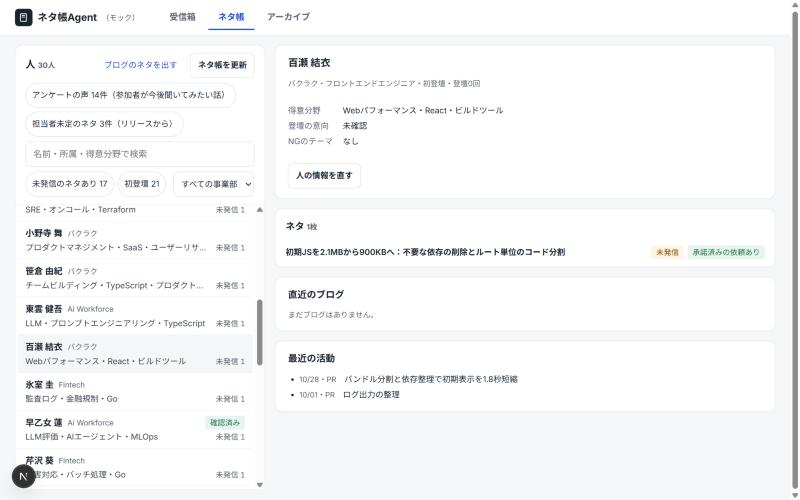 ネタ帳Agent （モック） 受信箱 ネタ帳 アーカイブ
人 30人 ブログのネタを出す ネタ帳を更新
アンケートの声 14件（参加者が今後聞いてみたい話）
担当者未定のネタ 3件（リリースから）
名前・所属・得意分野で検索
未発信のネタあり 17 初登壇 21 すべての事業部
SRE・オンコール・Terraform 未発信 1
小野寺 舞 バクラク
プロダクトマネジメント・SaaS・ユーザーリサ... 未発信 1
笹倉 由紀 バクラク
チームビルディング・TypeScript・プロダクト... 未発信 1
東雲 健吾 Ai Workforce
LLM・プロンプトエンジニアリング・TypeScript 未発信 1
百瀬 結衣 バクラク
Webパフォーマンス・React・ビルドツール 未発信 1
氷室 圭 Fintech
監査ログ・金融規制・Go 未発信 1
早乙女 蓮 Ai Workforce 確認済み
LLM評価・AIエージェント・MLOps 未発信 1
芹沢 葵 Fintech
害対応・バッチ処理・Go 未発信 1
N
百瀬 結衣
バクラク・フロントエンドエンジニア・初登壇・登壇0回
得意分野 Webパフォーマンス・React・ビルドツール
登壇の意向 未確認
NGのテーマ なし
人の情報を直す
ネタ 1枚
初期JSを2.1MBから900KBへ：不要な依存の削除とルート単位のコード分割 未発信 承諾済みの依頼あり
直近のブログ
まだブログはありません。
最近の活動
• 10/28・PR バンドル分割と依存整理で初期表示を1.8秒短縮
• 10/01・PR ログ出力の整理